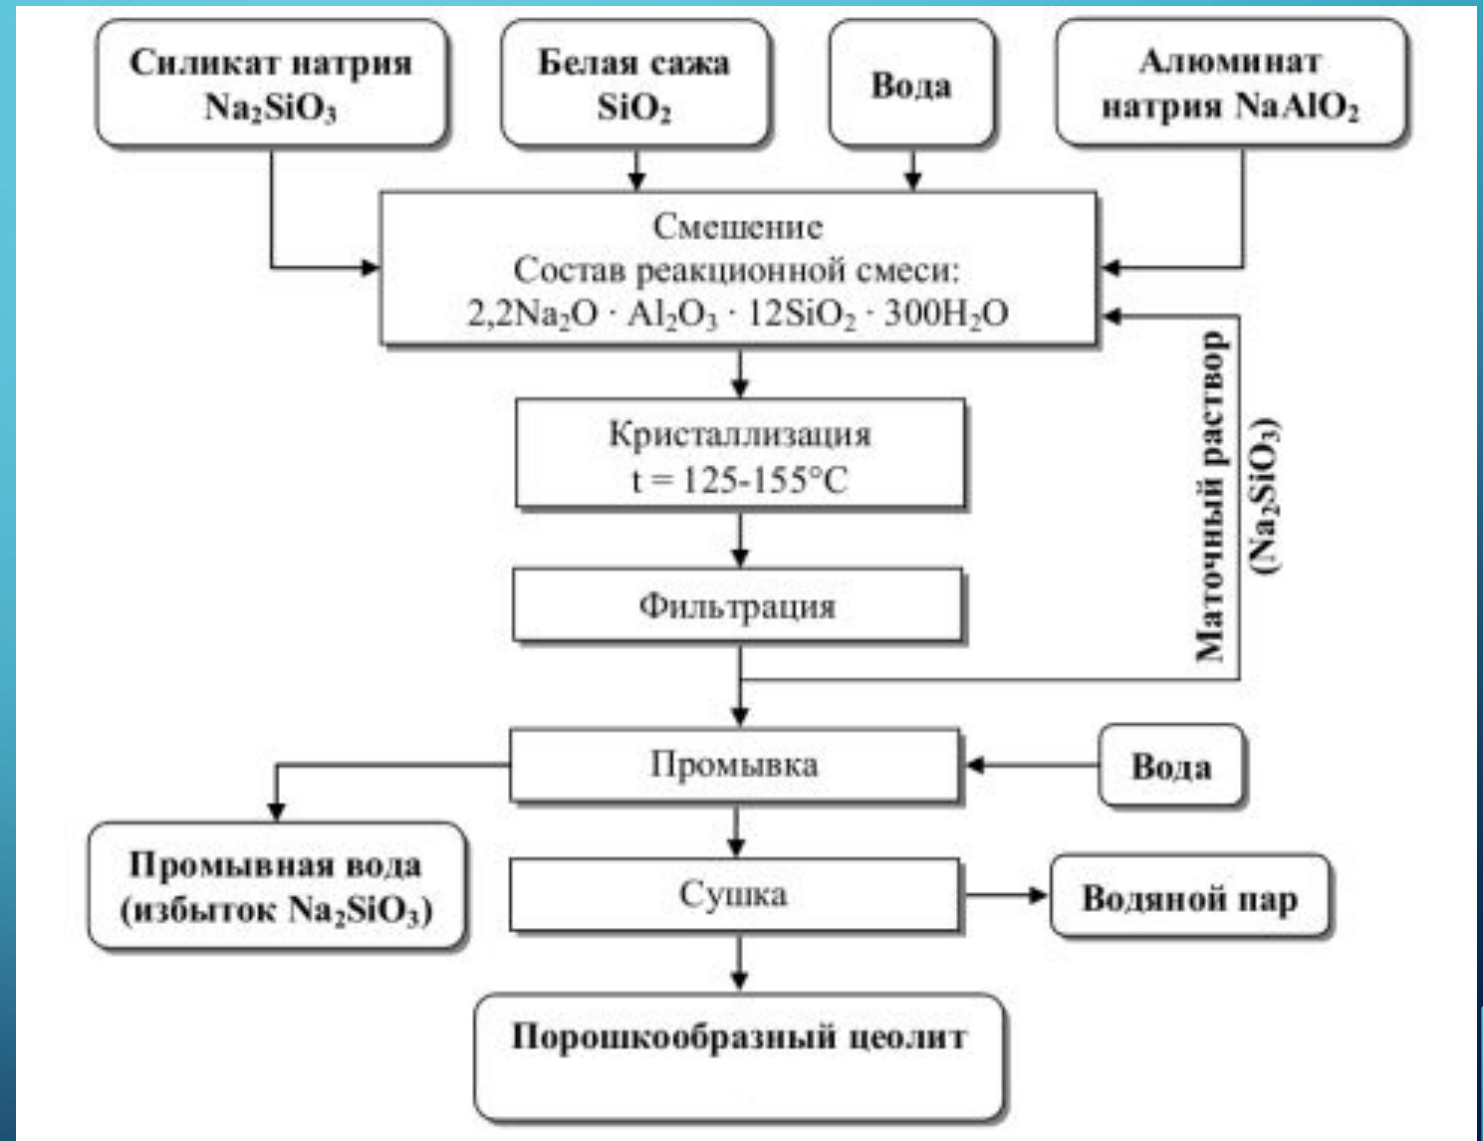 Силикат натрия
Na₂SiO₃
Белая сажа
SiO₂
Вода
Алюминат
натрия NaAlO₂
Смешение
Состав реакционной смеси:
2,2Na₂O · Al₂O₃ · 12SiO₂ · 300H₂O
Кристаллизация
t = 125-155°C
Маточный раствор
(Na₂SiO₃)
Фильтрация
Промывка
Вода
Промывная вода
(избыток Na₂SiO₃)
Сушка
Водяной пар
Порошкообразный цеолит